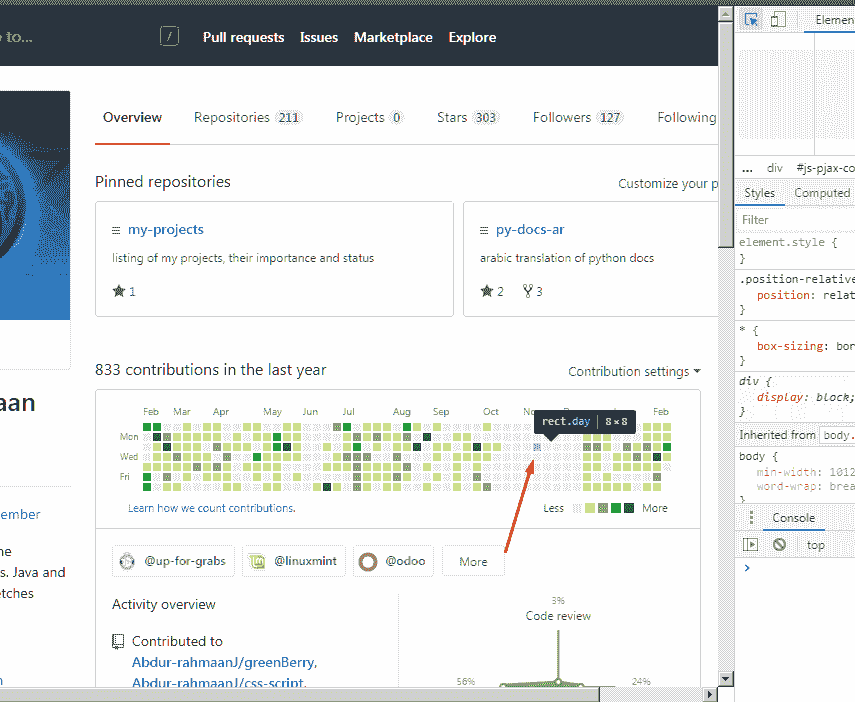 to...
/
Pull requests Issues Marketplace Explore
Elemen
Overview Repositories 211 Projects 0 Stars 303 Followers 127 Following
... div #js-pjax-co
Pinned repositories
Customize your p
Styles Computed
Filter
my-projects
listing of my projects, their importance and status
1
py-docs-ar
arabic translation of python docs
2 3
element.style {
}
.position-relative
position: relat
}
* {
box-sizing: bor
}
div {
display: block;
}
Inherited from body.
body {
min-width: 1012
word-wrap: brea
}
833 contributions in the last year
Contribution settings
Feb Mar Apr May Jun Jul Aug Sep Oct Feb
rect.day | 8×8
Mon
Wed
Fri
Learn how we count contributions.
Less More
aan
ember
ne
s. Java and
etches
@up-for-grabs @linuxmint @odoo More
Activity overview
Contributed to
Abdur-rahmaanJ/greenBerry,
Abdur-rahmaanJ/css-script,
3%
Code review
56% 24%
Console
top
>